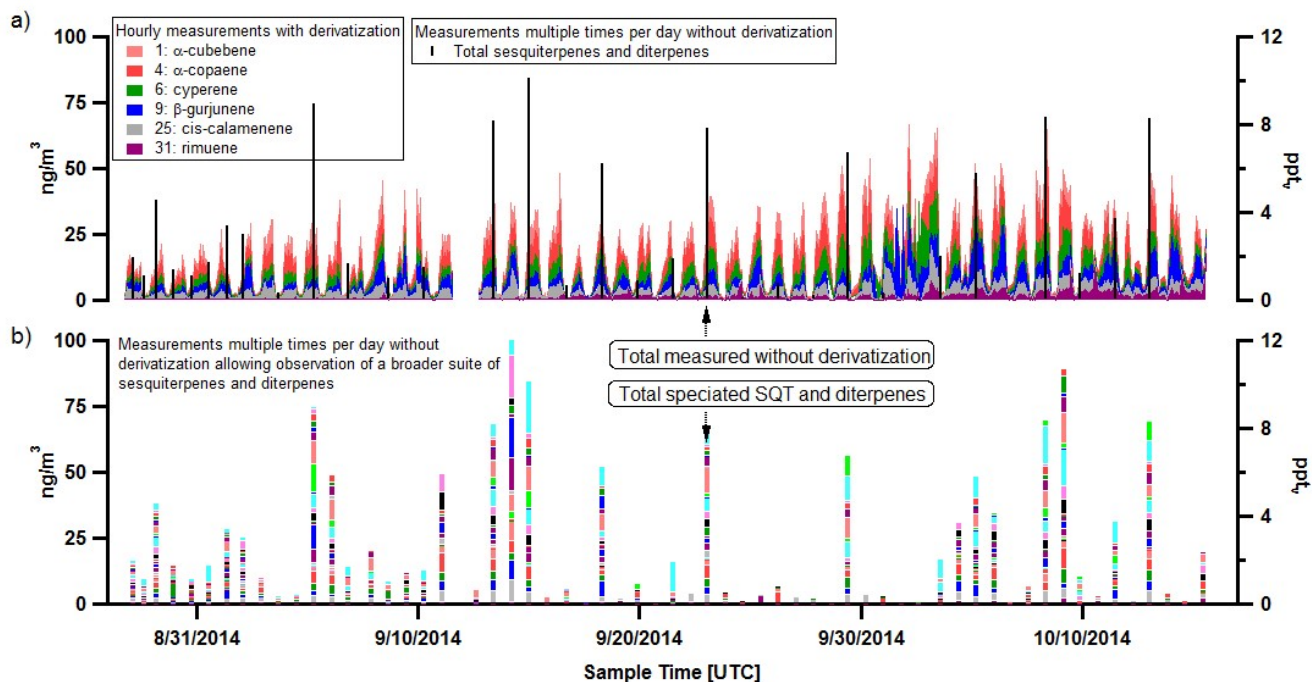 a)
Hourly measurements with derivatization
1: α-cubebene
4: α-copaene
6: cyperene
9: β-gurjunene
25: cis-calamenene
31: rimuene
Measurements multiple times per day without derivatization
Total sesquiterpenes and diterpenes
100
75
50
25
0
ng/m³
12
8
4
0
pptᵥ
b)
Measurements multiple times per day without
derivatization allowing observation of a broader suite of
sesquiterpenes and diterpenes
Total measured without derivatization
Total speciated SQT and diterpenes
100
75
50
25
0
ng/m³
12
8
4
0
pptᵥ
8/31/2014
9/10/2014
9/20/2014
9/30/2014
10/10/2014
Sample Time [UTC]